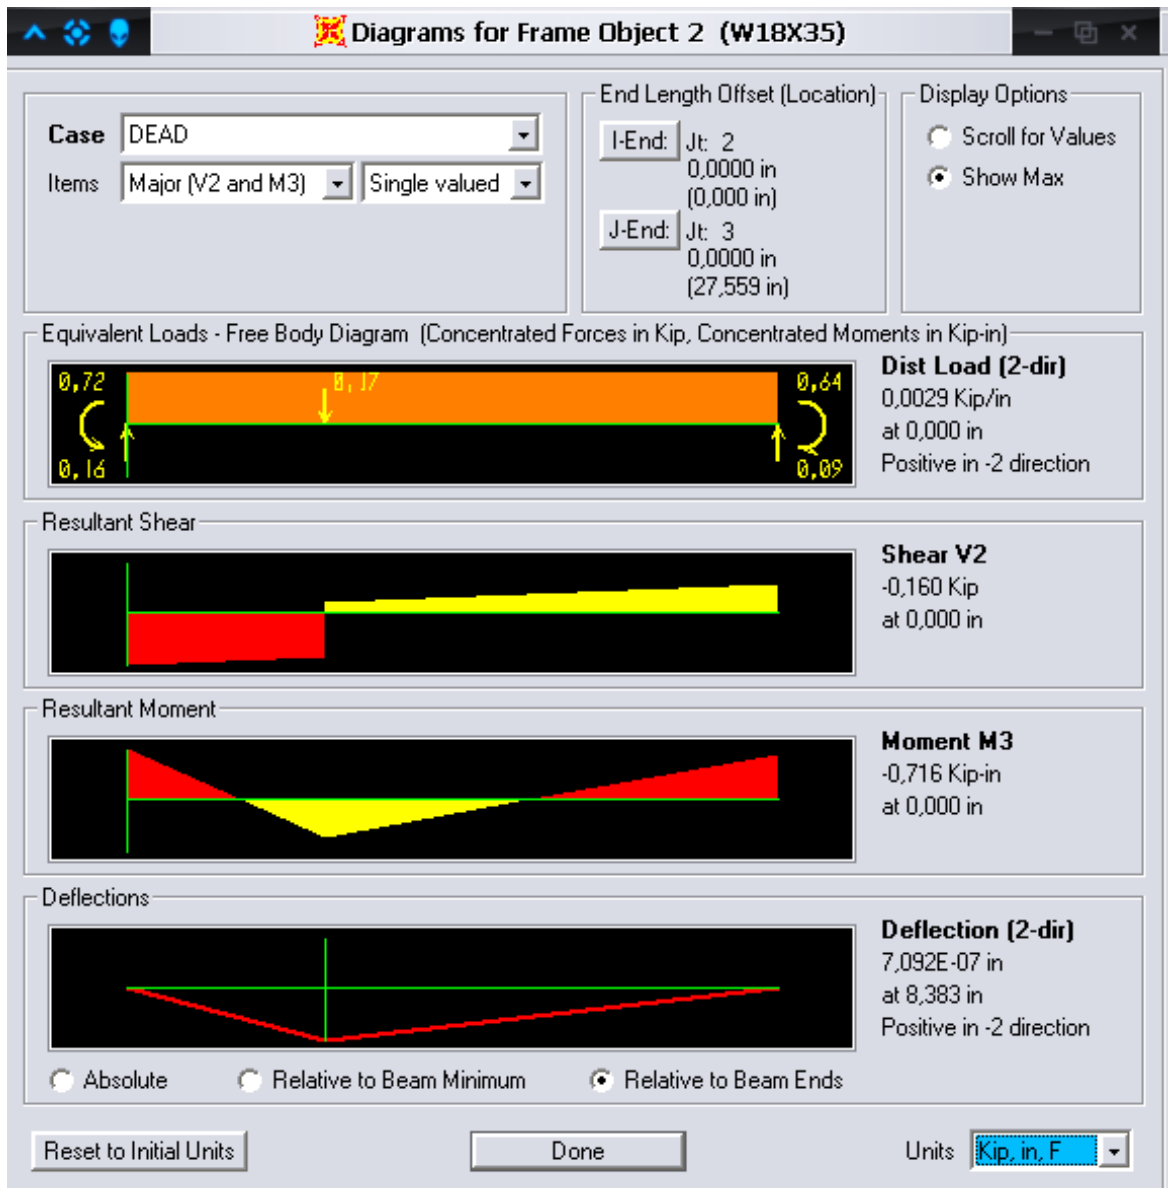 Diagrams for Frame Object 2 (W18X35)
Case DEAD
Items Major (V2 and M3) Single valued
End Length Offset (Location)
I-End: Jt: 2
0,0000 in
(0,000 in)
J-End: Jt: 3
0,0000 in
(27,559 in)
Display Options
Scroll for Values
Show Max
Equivalent Loads - Free Body Diagram (Concentrated Forces in Kip, Concentrated Moments in Kip-in)
0,72 0,17 0,64
0,16 0,09
Dist Load (2-dir)
0,0029 Kip/in
at 0,000 in
Positive in -2 direction
Resultant Shear
Shear V2
-0,160 Kip
at 0,000 in
Resultant Moment
Moment M3
-0,716 Kip-in
at 0,000 in
Deflections
Deflection (2-dir)
7,092E-07 in
at 8,383 in
Positive in -2 direction
Absolute Relative to Beam Minimum Relative to Beam Ends
Reset to Initial Units Done Units Kip, in, F